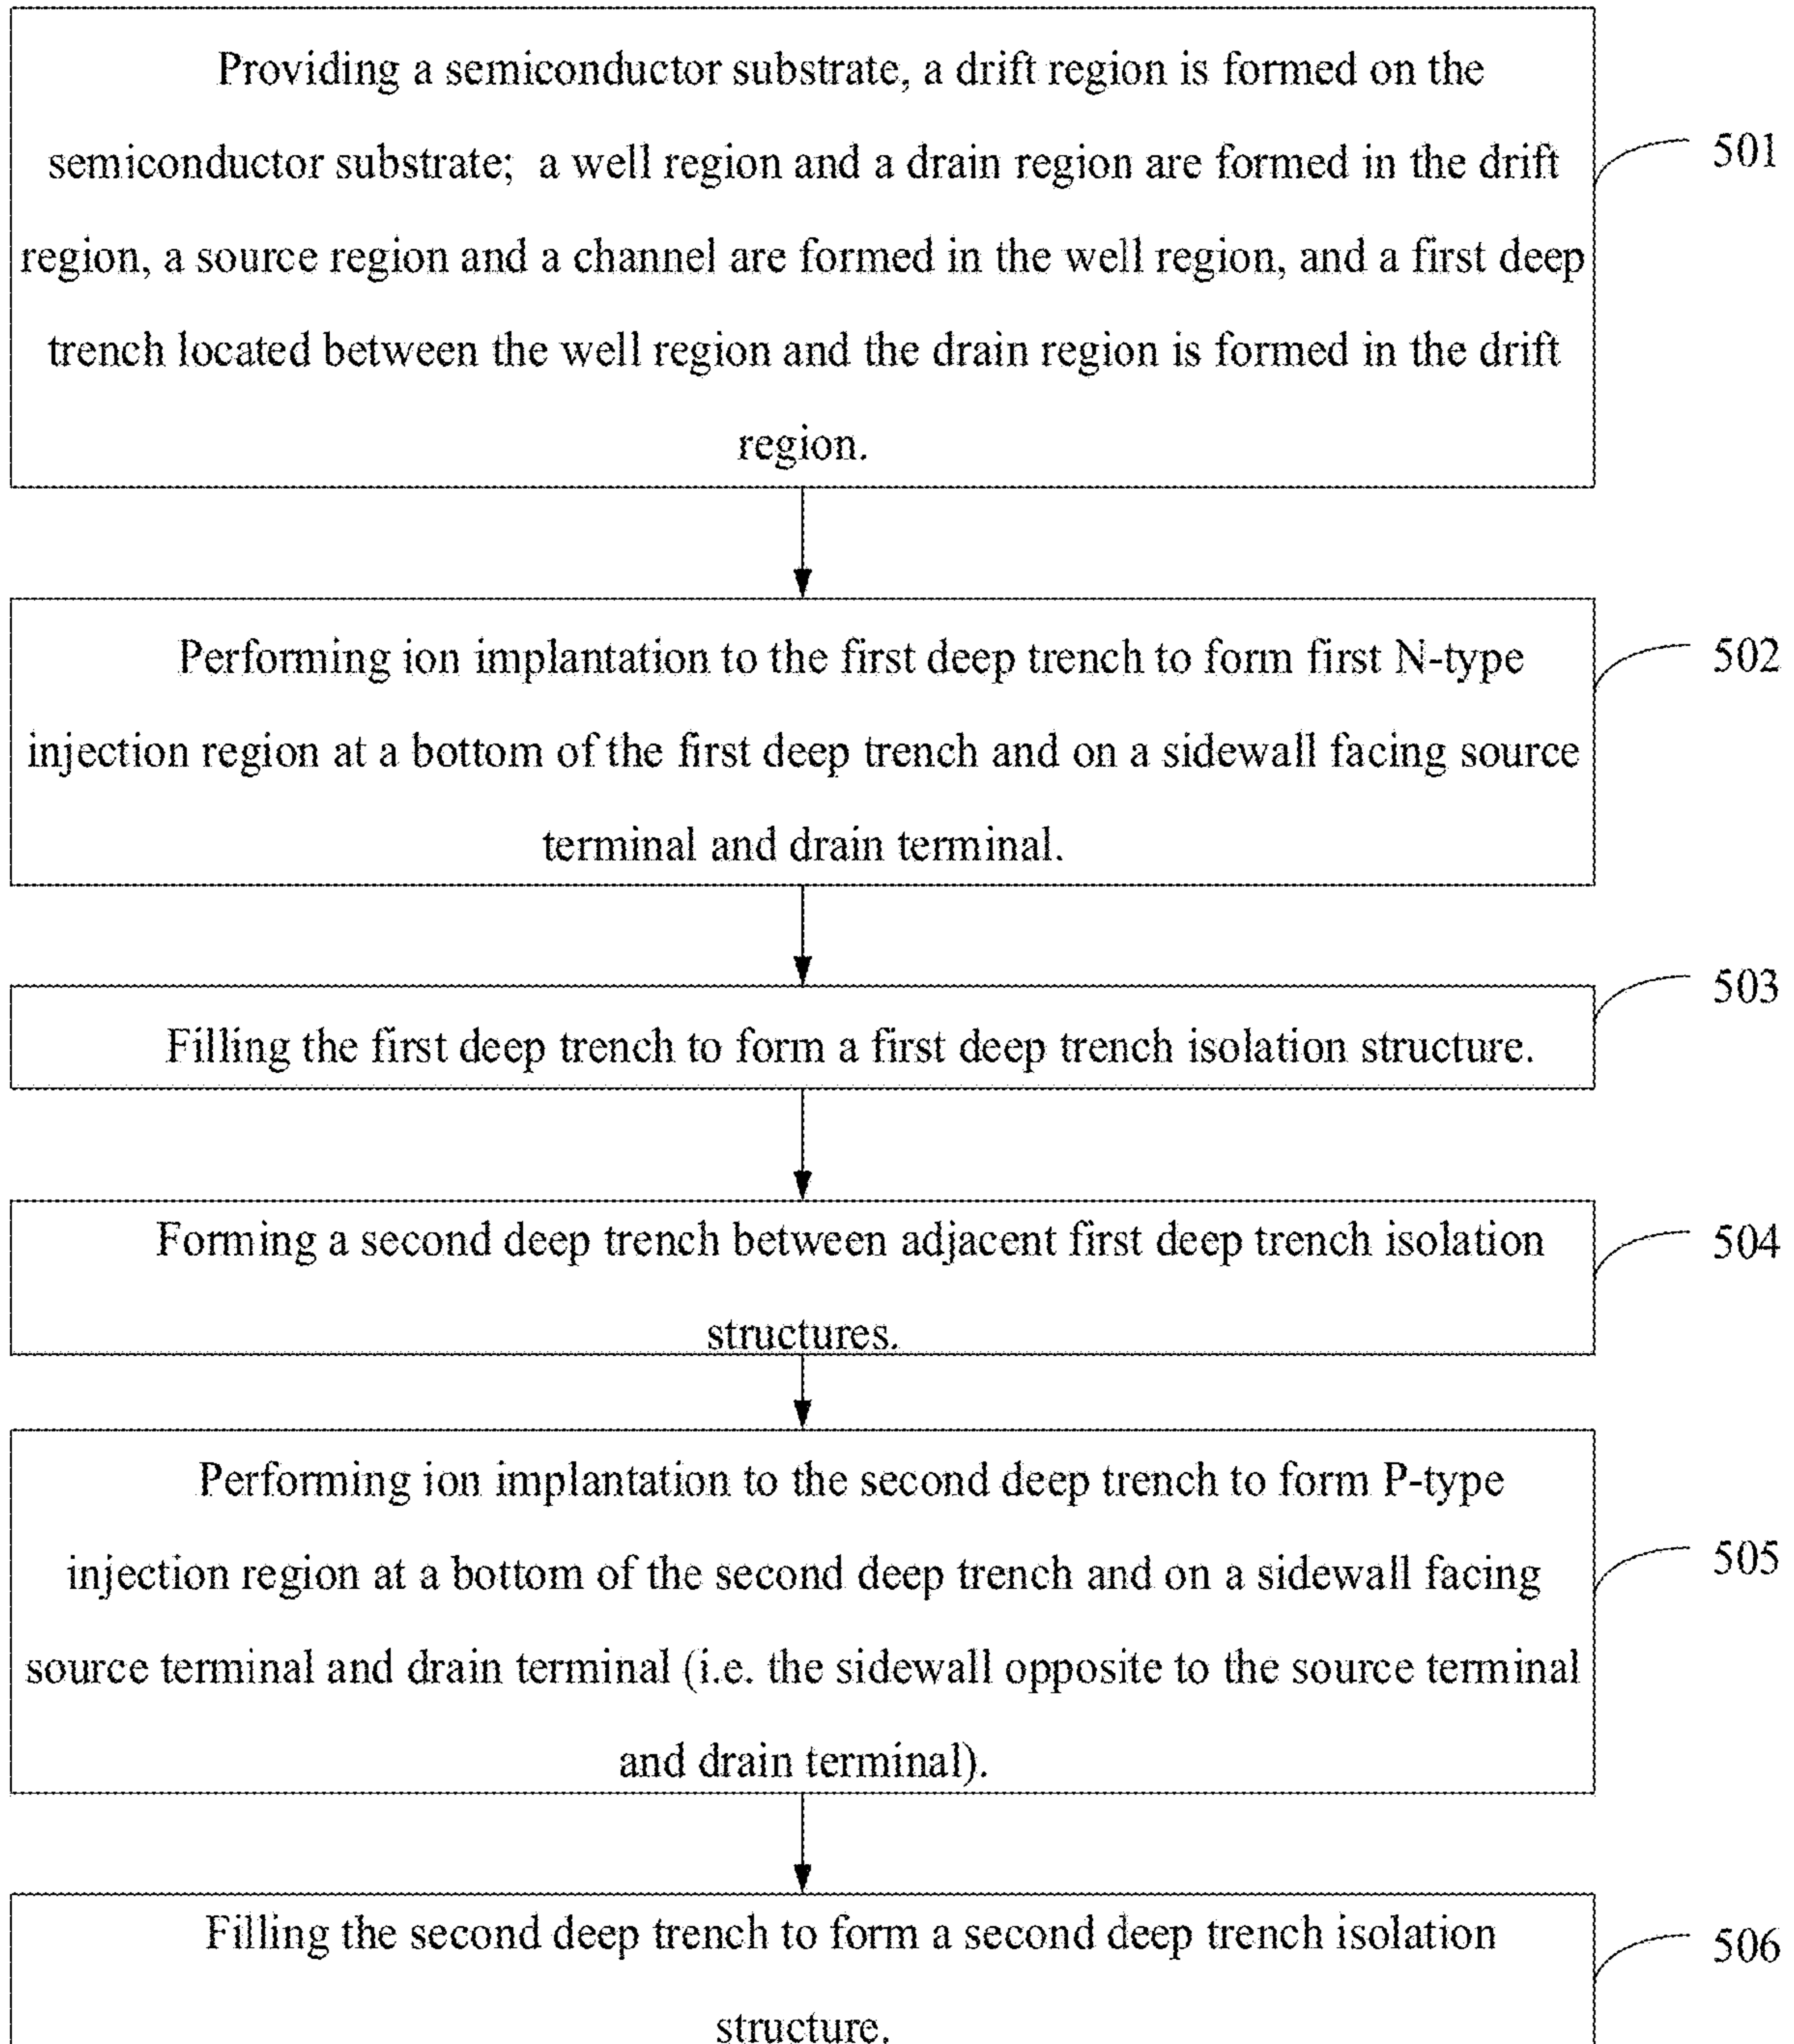 Providing a semiconductor substrate, a drift region is formed on the
semiconductor substrate; a well region and a drain region are formed in the drift
region, a source region and a channel are formed in the well region, and a first deep
trench located between the well region and the drain region is formed in the drift
region.
501
Performing ion implantation to the first deep trench to form first N-type
injection region at a bottom of the first deep trench and on a sidewall facing source
terminal and drain terminal.
502
Filling the first deep trench to form a first deep trench isolation structure.
503
Forming a second deep trench between adjacent first deep trench isolation
structures.
504
Performing ion implantation to the second deep trench to form P-type
injection region at a bottom of the second deep trench and on a sidewall facing
source terminal and drain terminal (i.e. the sidewall opposite to the source terminal
and drain terminal).
505
Filling the second deep trench to form a second deep trench isolation
structure.
506